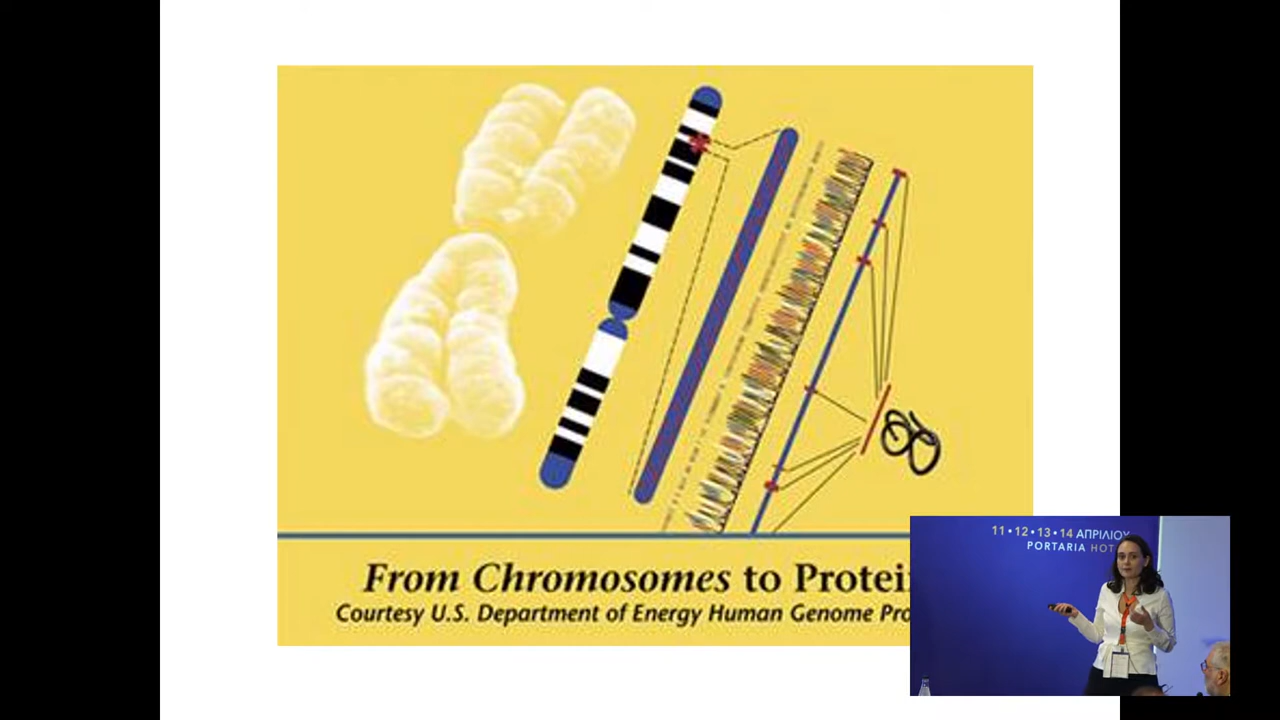 From Chromosomes to Protei
Courtesy U.S. Department of Energy Human Genome Pro
11•12•13•14 ΑΠΡΙΛΙΟΥ
PORTARIA HOT